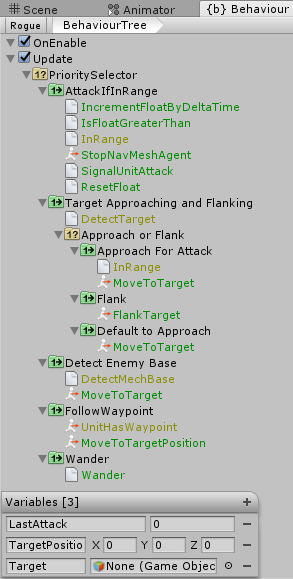 Scene Animator {b} Behaviour
Rogue BehaviourTree
OnEnable
Update
PrioritySelector
AttackIfInRange
IncrementFloatByDeltaTime
IsFloatGreaterThan
InRange
StopNavMeshAgent
SignalUnitAttack
ResetFloat
Target Approaching and Flanking
DetectTarget
Approach or Flank
Approach For Attack
InRange
MoveToTarget
Flank
FlankTarget
Default to Approach
MoveToTarget
Detect Enemy Base
DetectMechBase
MoveToTarget
FollowWaypoint
UnitHasWaypoint
MoveToTargetPosition
Wander
Wander
Variables [3] +
LastAttack 0 −
TargetPositio X 0 Y 0 Z 0 −
Target None (Game Objec −